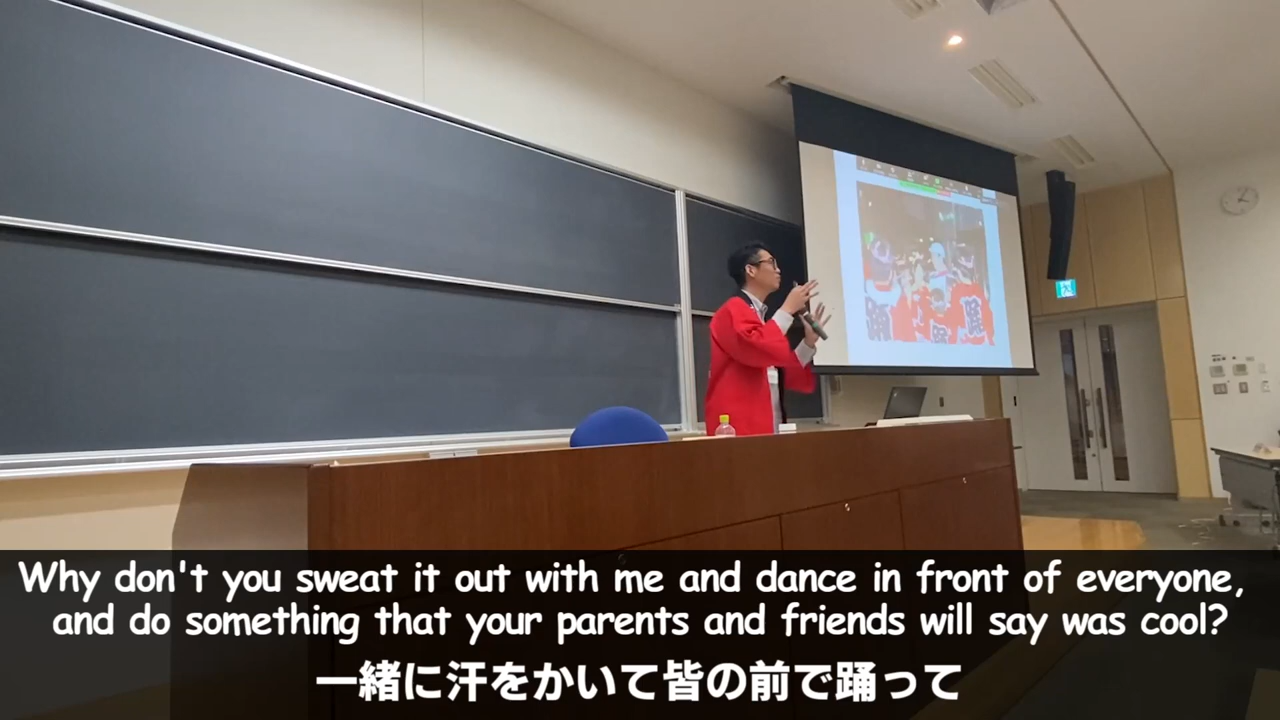 Why don't you sweat it out with me and dance in front of everyone,
and do something that your parents and friends will say was cool?
一緒に汗をかいて皆の前で踊って